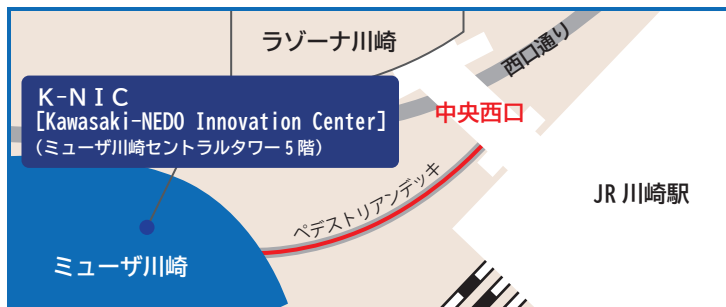 ラゾーナ川崎
西口通り
K-NIC
[Kawasaki-NEDO Innovation Center]
(ミューザ川崎セントラルタワー5階)
中央西口
ペデストリアンデッキ
JR川崎駅
ミューザ川崎